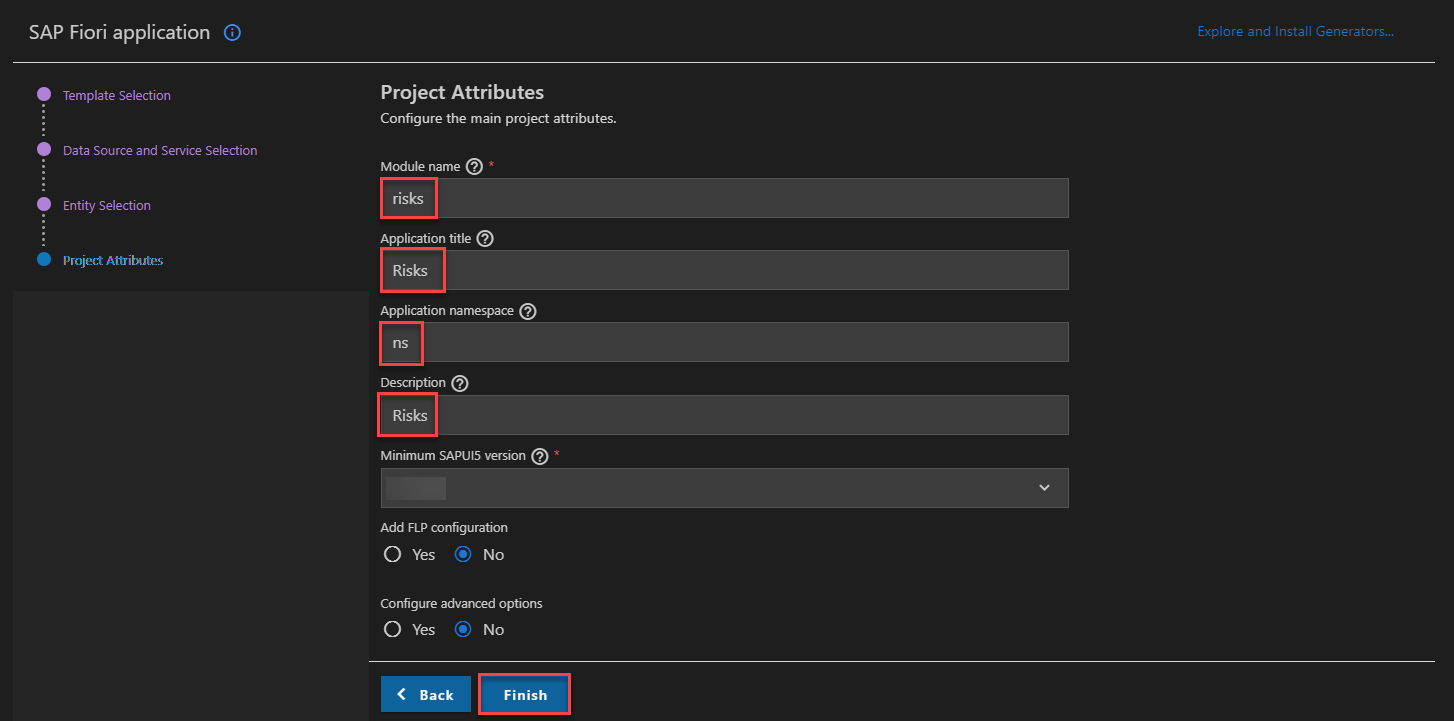 SAP Fiori application
Explore and Install Generators...
Template Selection
Data Source and Service Selection
Entity Selection
Project Attributes
Project Attributes
Configure the main project attributes.
Module name ? *
risks
Application title ?
Risks
Application namespace ?
ns
Description ?
Risks
Minimum SAPUI5 version ? *
Add FLP configuration
Yes No
Configure advanced options
Yes No
Back Finish